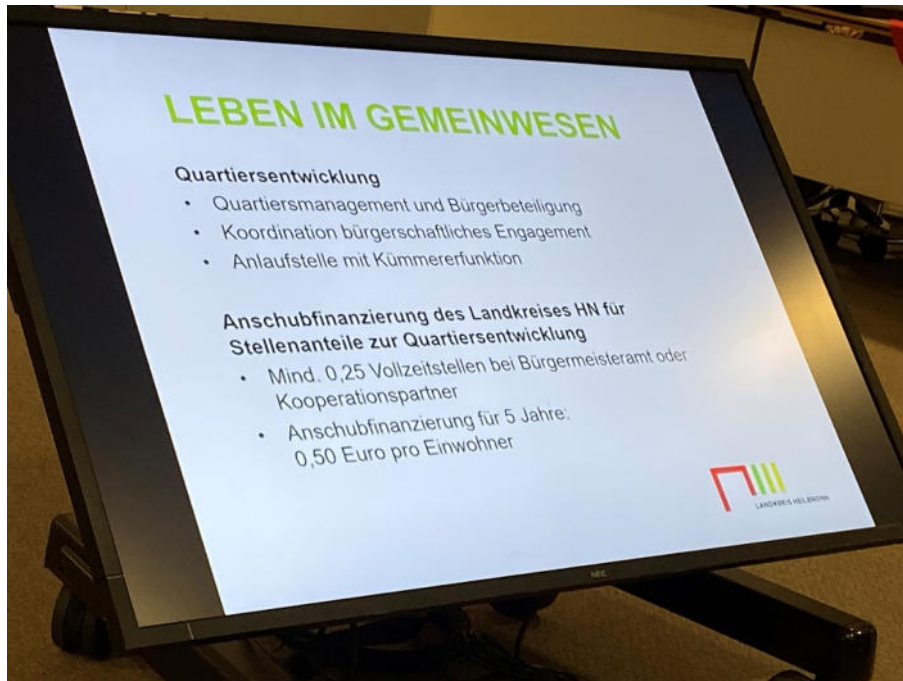 LEBEN IM GEMEINWESEN
Quartiersentwicklung
• Quartiersmanagement und Bürgerbeteiligung
• Koordination bürgerschaftliches Engagement
• Anlaufstelle mit Kümmererfunktion
Anschubfinanzierung des Landkreises HN für
Stellenanteile zur Quartiersentwicklung
• Mind. 0,25 Vollzeitstellen bei Bürgermeisteramt oder
Kooperationspartner
• Anschubfinanzierung für 5 Jahre:
0,50 Euro pro Einwohner
LANDKREIS HEILBRONN
NEC